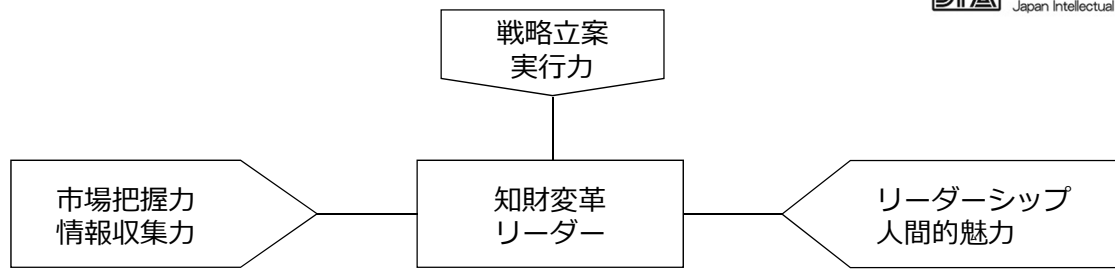 Japan Intellectual
戦略立案
実行力
市場把握力
情報収集力
知財変革
リーダー
リーダーシップ
人間的魅力